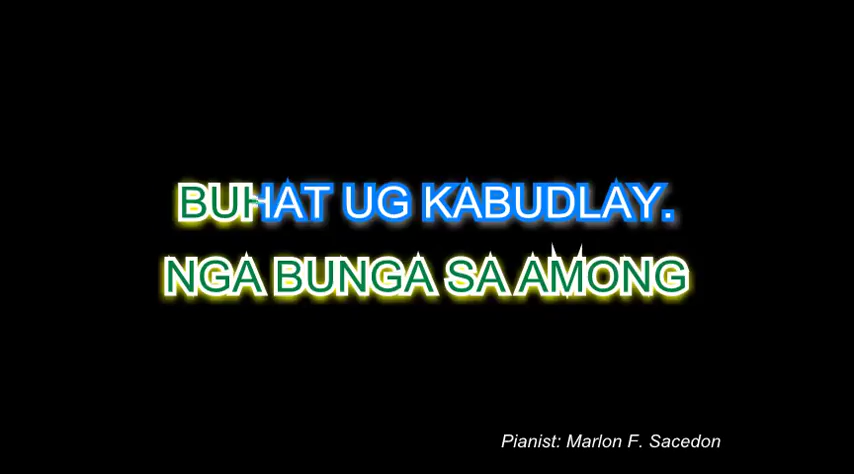 BUHAT UG KABUDLAY.
NGA BUNGA SA AMONG
Pianist: Marlon F. Sacedon